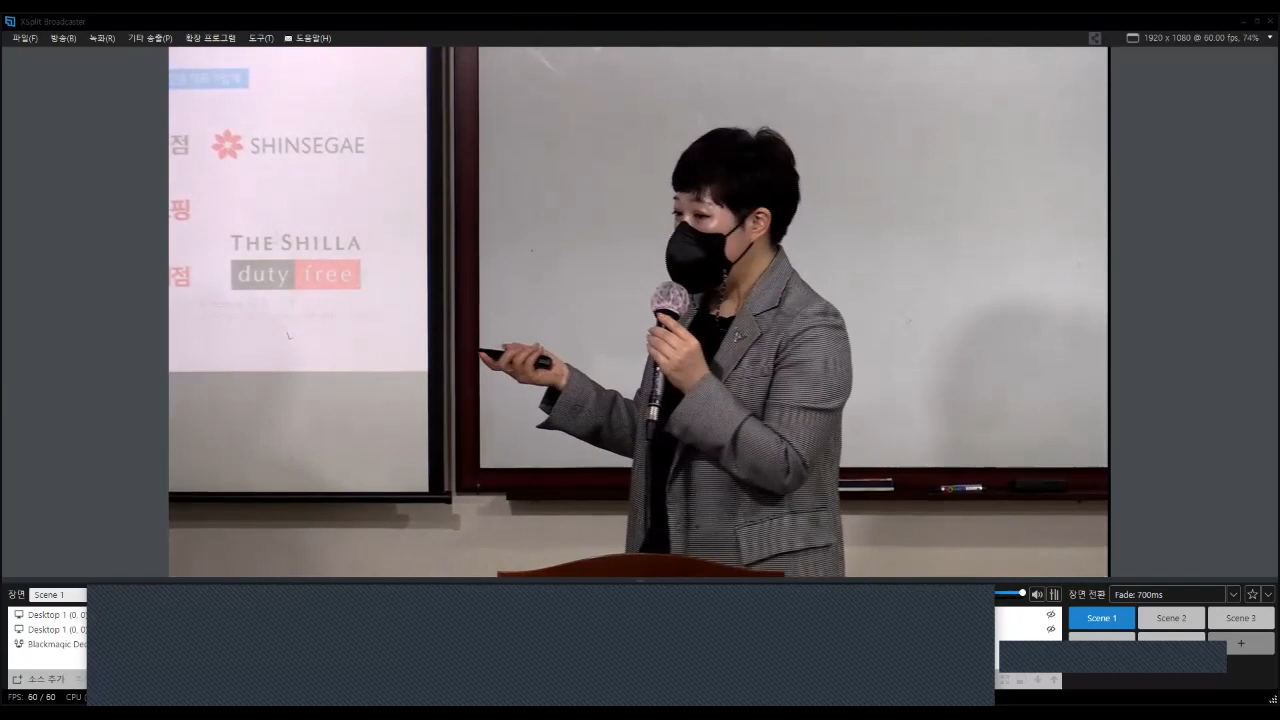 XSplit Broadcaster
파일(F) 방송(B) 녹화(R) 기타 송출(P) 확장 프로그램 도구(T) 도움말(H)
1920 x 1080 @ 60.00 fps, 74%
점
SHINSEGAE
핑
THE SHILLA
점
duty free
장면 Scene 1
장면 전환 Fade: 700ms
Desktop 1 (0, 0)
Desktop 1 (0, 0)
Blackmagic De
Scene 1 Scene 2 Scene 3
+
소스 추가
FPS: 60 / 60 CPU